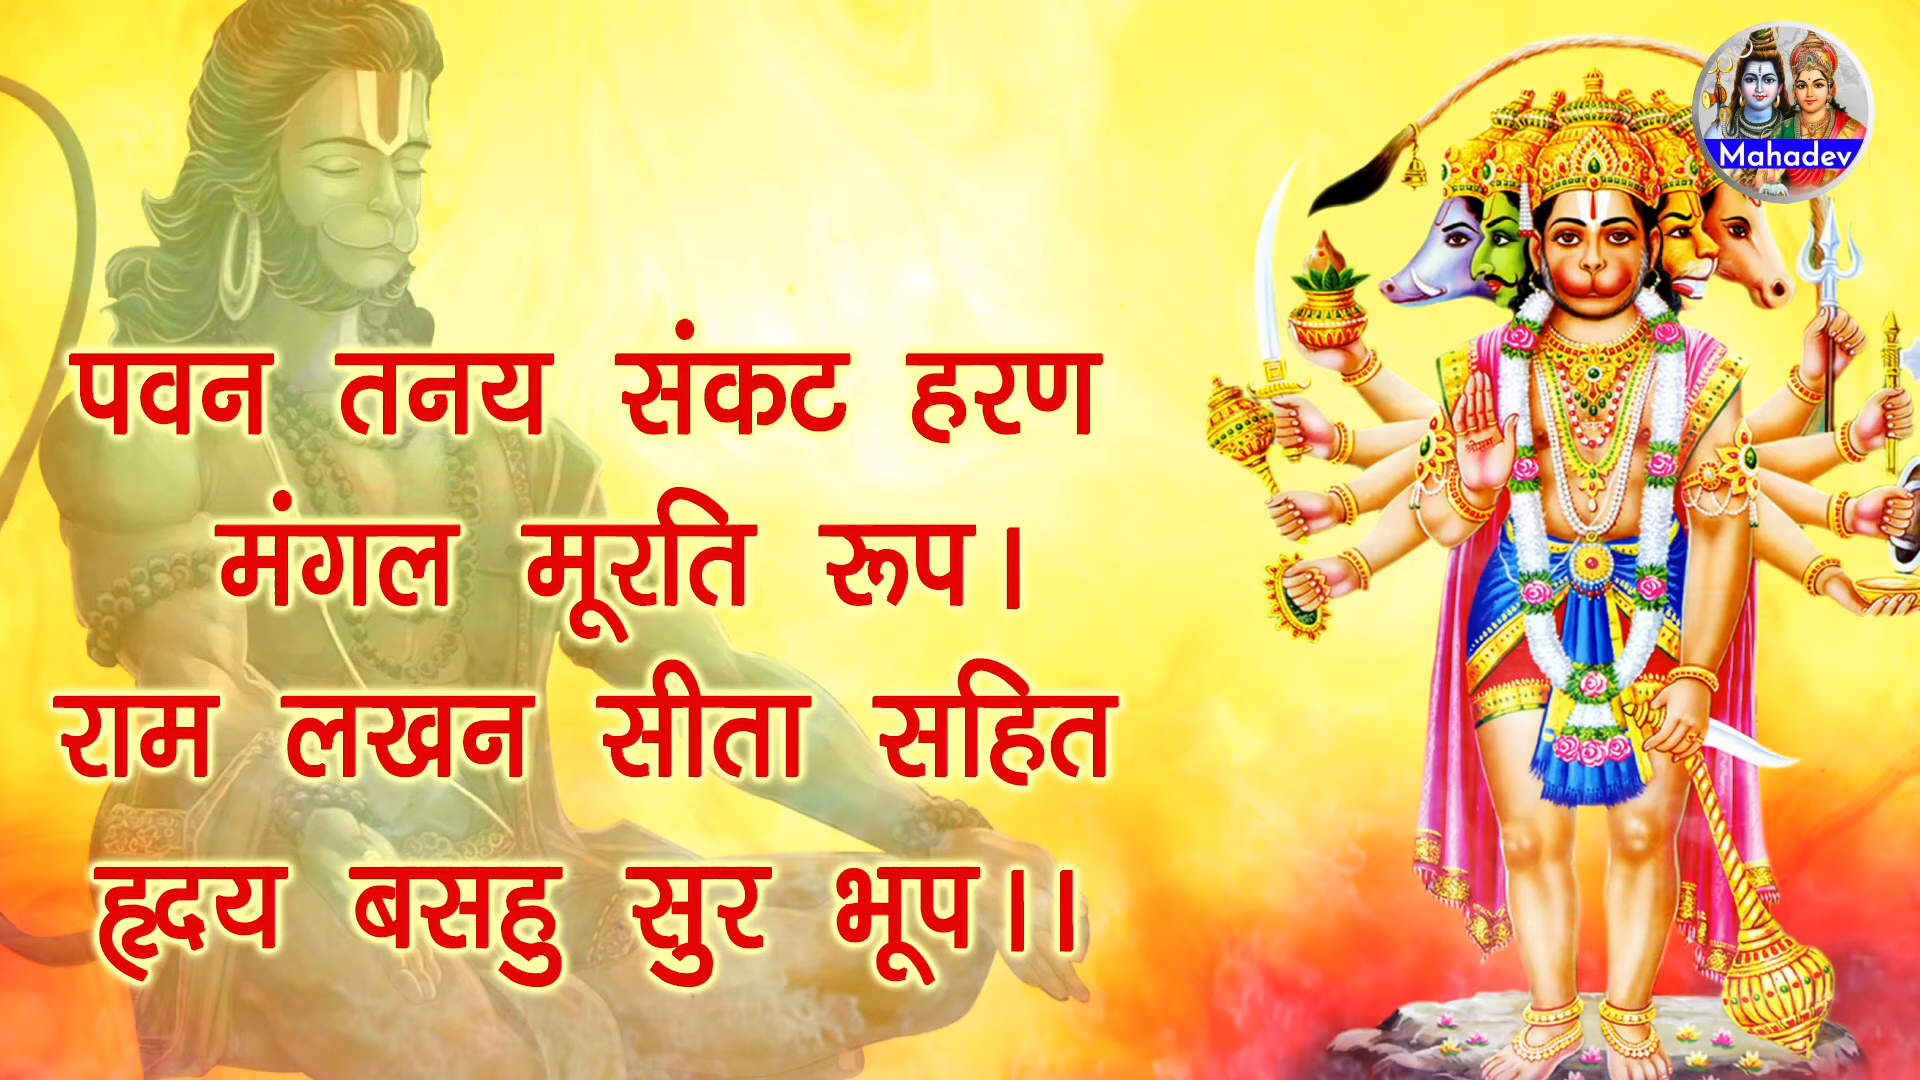 पवन तनय संकट हरण
मंगल मूरति रूप।
राम लखन सीता सहित
हृदय बसहु सुर भूप।।
Mahadev
श्रीराम